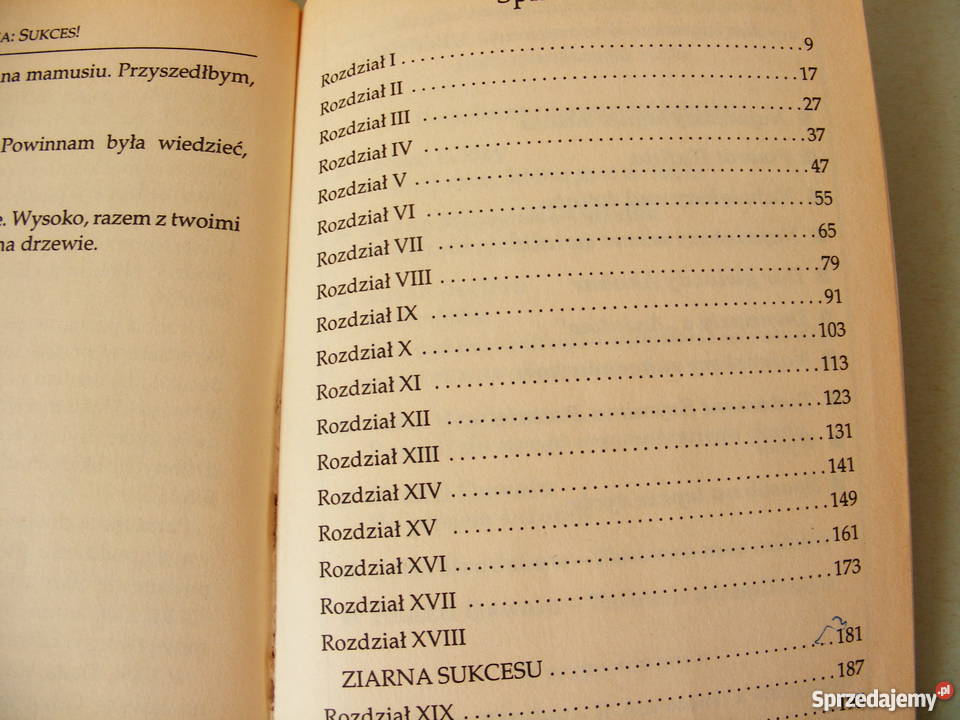 A: SUKCES!
na mamusiu. Przyszedłbym,
Powinnam była wiedzieć,
. Wysoko, razem z twoimi
na drzewie.
Rozdział I 9
Rozdział II 17
Rozdział III 27
Rozdział IV 37
Rozdział V 47
Rozdział VI 55
Rozdział VII 65
Rozdział VIII 79
Rozdział IX 91
Rozdział X 103
Rozdział XI 113
Rozdział XII 123
Rozdział XIII 131
Rozdział XIV 141
Rozdział XV 149
Rozdział XVI 161
Rozdział XVII 173
Rozdział XVIII
ZIARNA SUKCESU 181
Rozdział XIX 187
Sprzedajemy.pl